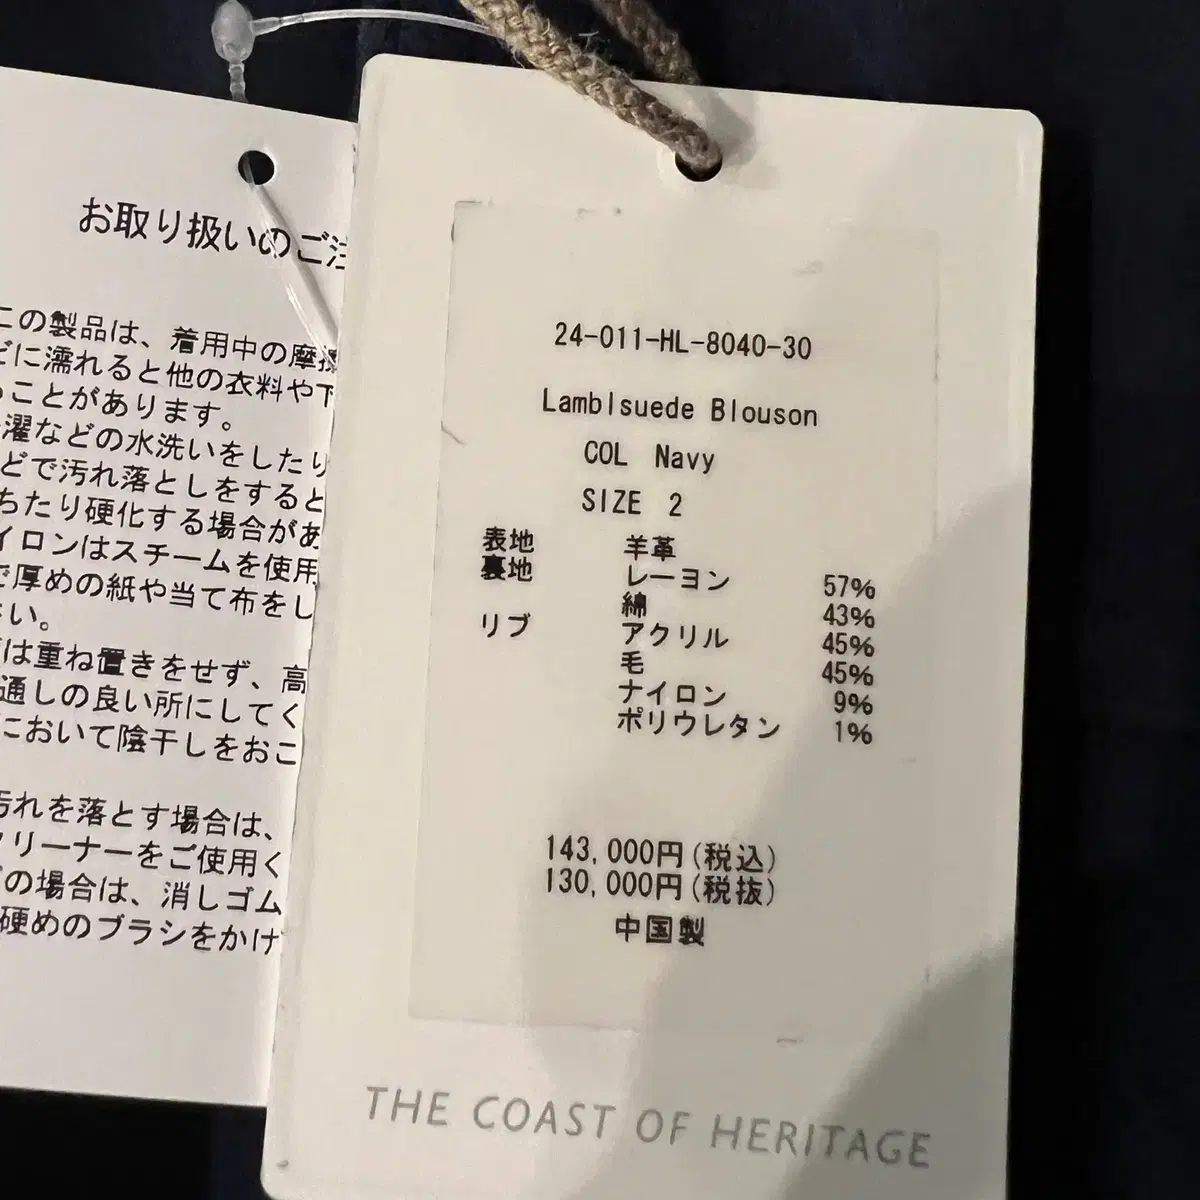 お取り扱いのご注
この製品は、着用中の摩擦
どに濡れると他の衣料や下
ることがあります。
濯などの水洗いをしたり
どで汚れ落としをすると
ちたり硬化する場合があ
イロンはスチームを使用
で厚めの紙や当て布をし
さい。
は重ね置きをせず、高
通しの良い所にしてく
において陰干しをおこ
汚れを落とす場合は、
クリーナーをご使用く
の場合は、消しゴム
硬めのブラシをかけ
24-011-HL-8040-30
Lamblsuede Blouson
COL Navy
SIZE 2
表地 羊革
裏地 レーヨン 57%
綿 43%
リブ アクリル 45%
毛 45%
ナイロン 9%
ポリウレタン 1%
143,000円(税込)
130,000円(税抜)
中国製
THE COAST OF HERITAGE